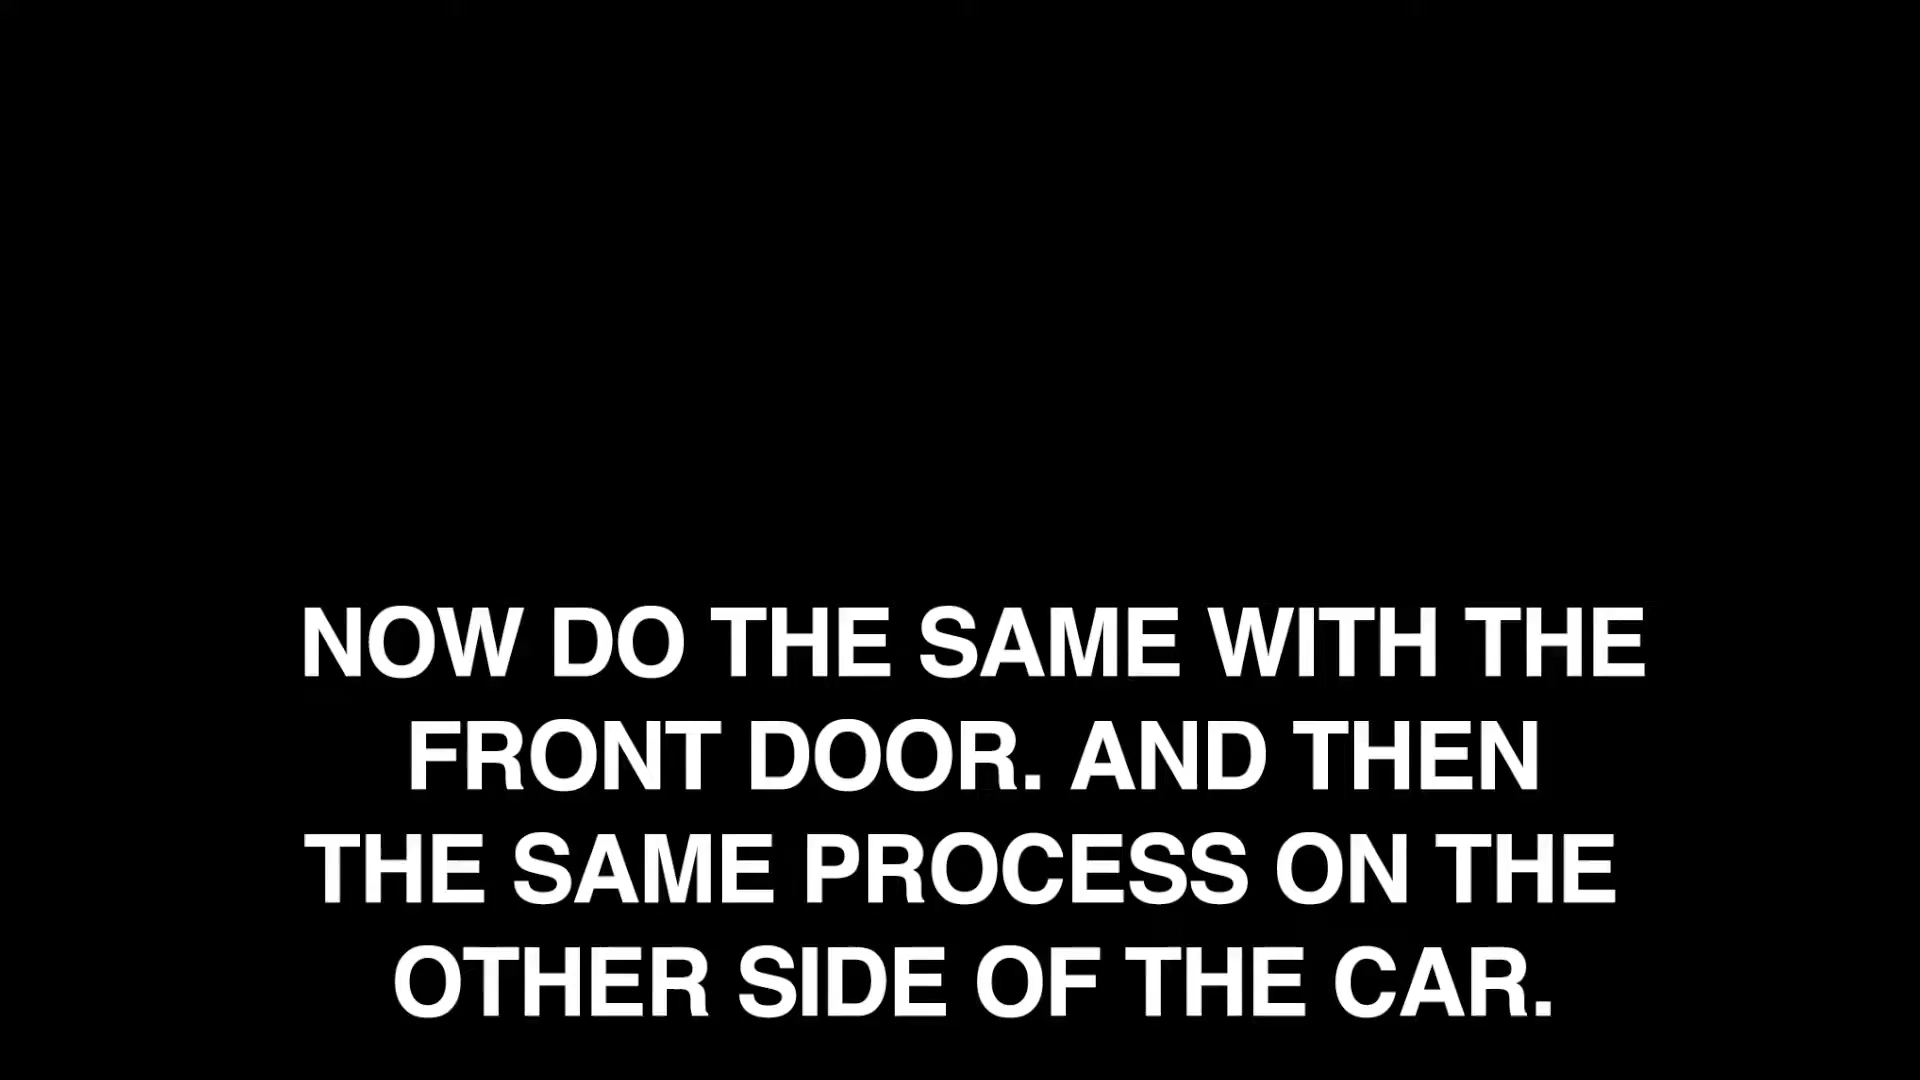 NOW DO THE SAME WITH THE
FRONT DOOR. AND THEN
THE SAME PROCESS ON THE
OTHER SIDE OF THE CAR.